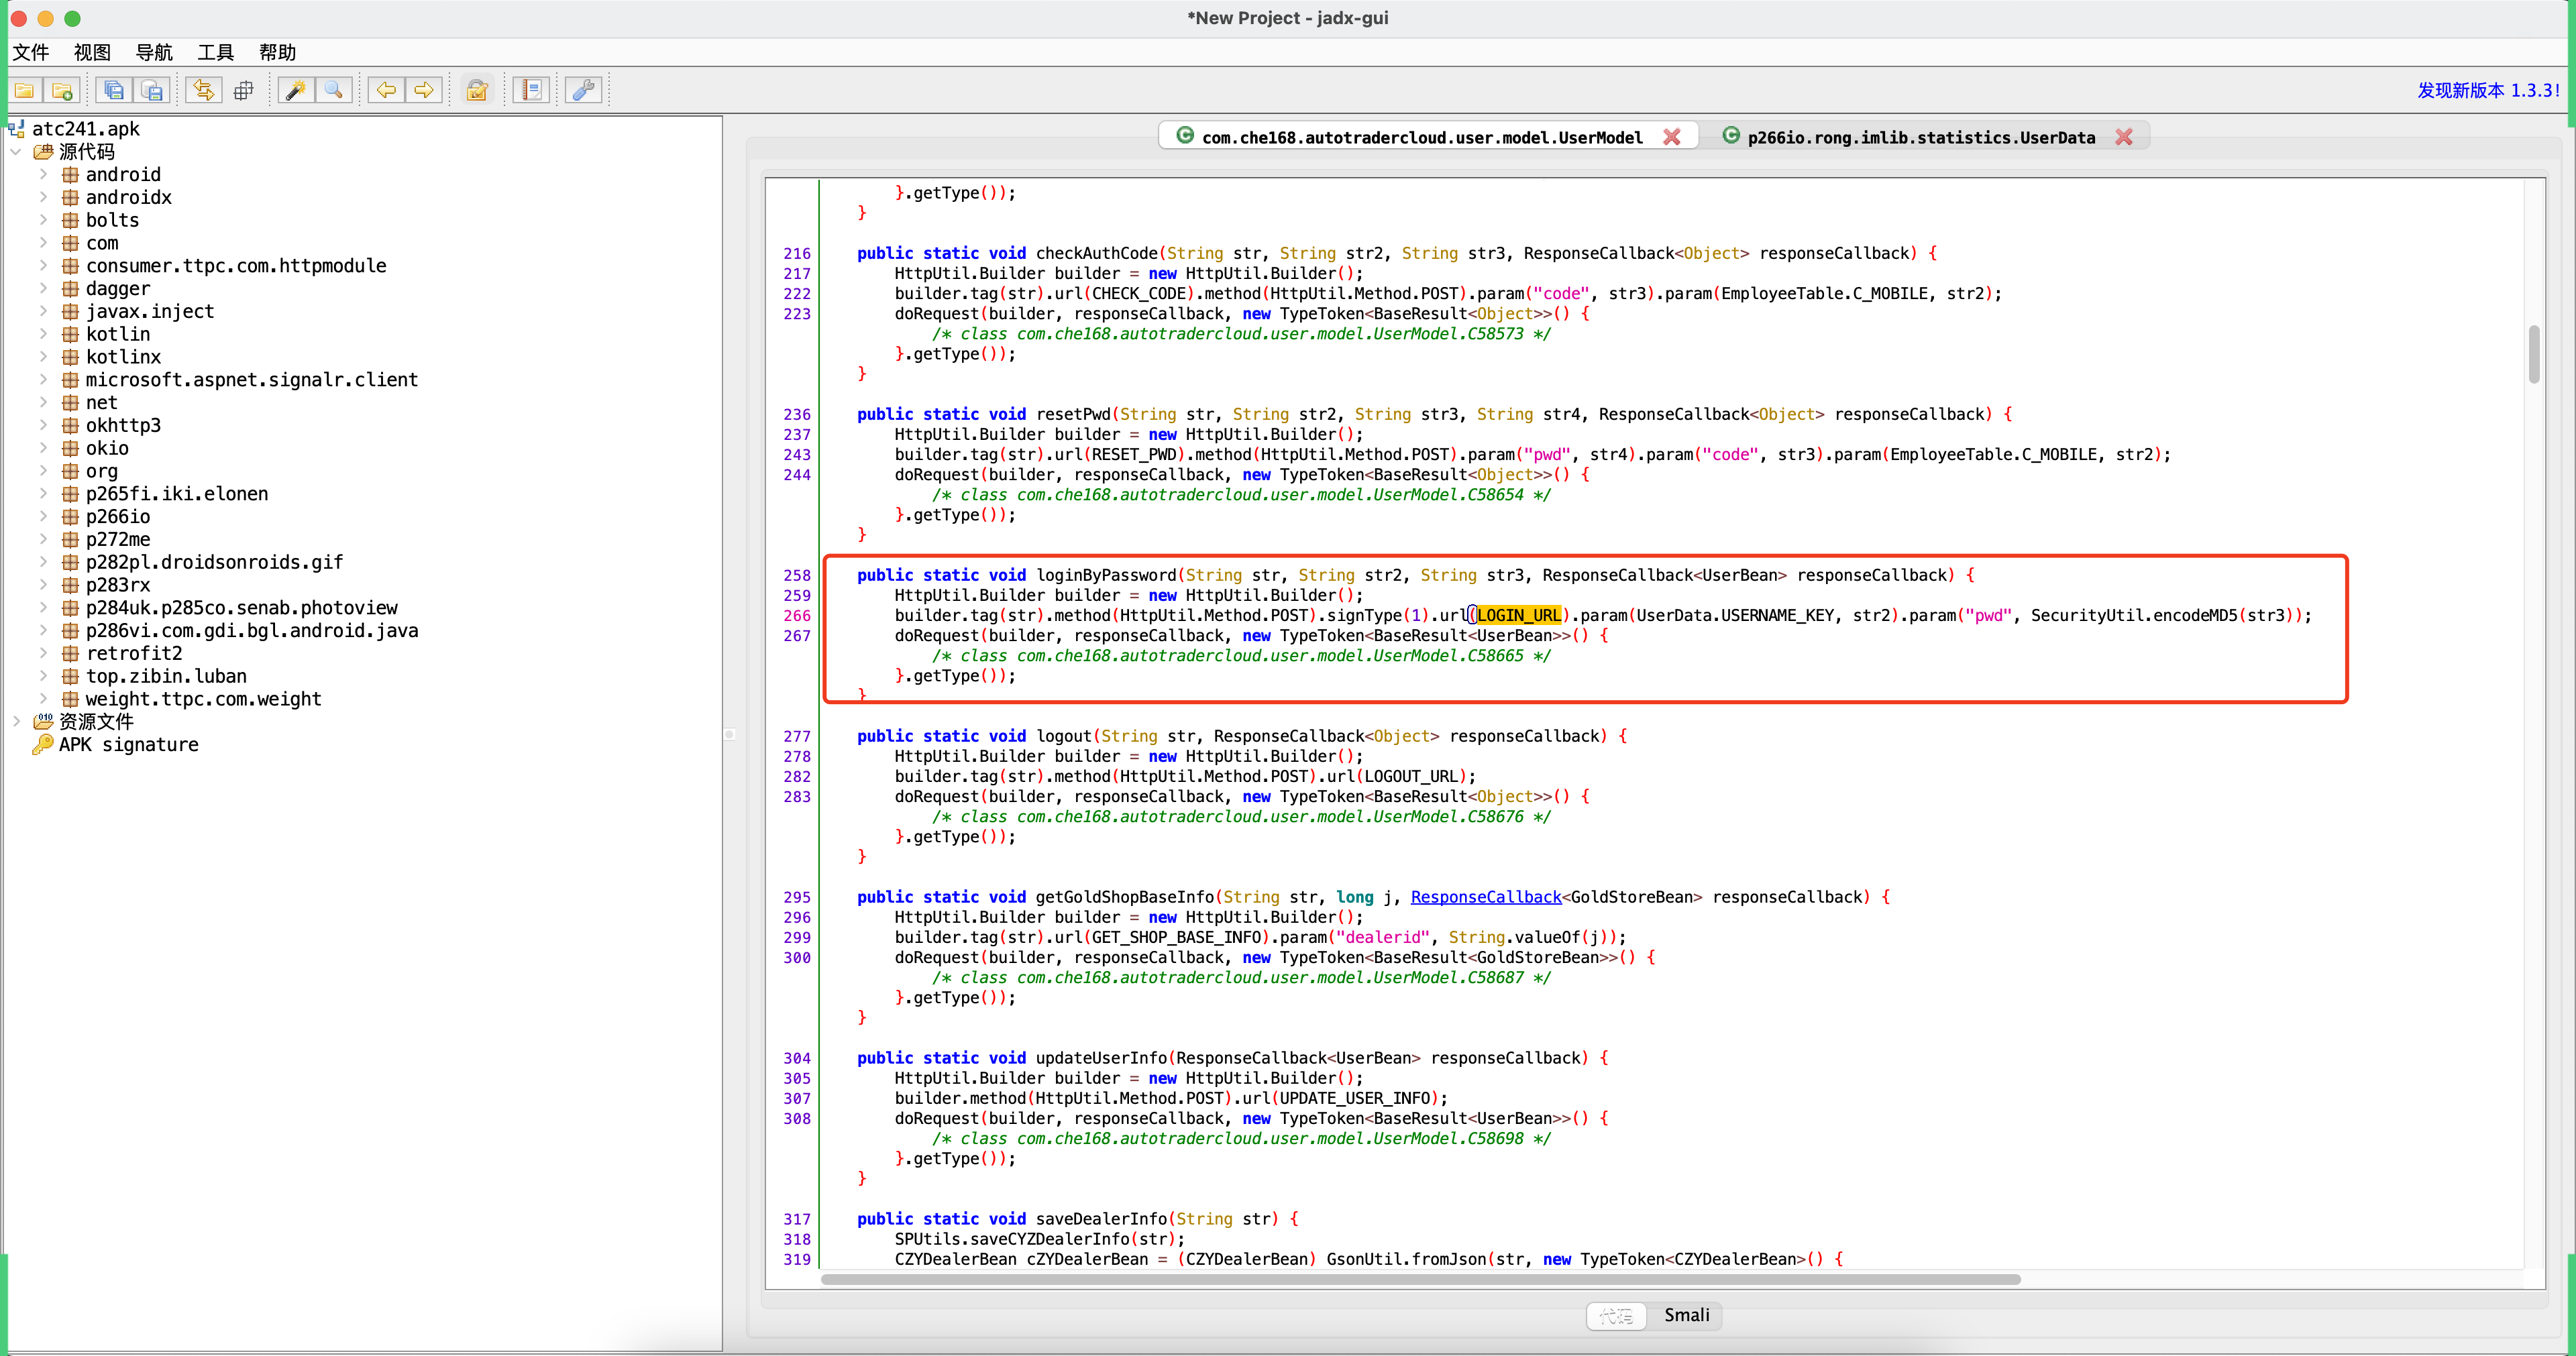 *New Project - jadx-gui
文件 视图 导航 工具 帮助
发现新版本 1.3.3!
atc241.apk
源代码
android
androidx
bolts
com
consumer.ttpc.com.httpmodule
dagger
javax.inject
kotlin
kotlinx
microsoft.aspnet.signalr.client
net
okhttp3
okio
org
p265fi.iki.elonen
p266io
p272me
p282pl.droidsonroids.gif
p283rx
p284uk.p285co.senab.photoview
p286vi.com.gdi.bgl.android.java
retrofit2
top.zibin.luban
weight.ttpc.com.weight
资源文件
APK signature
com.che168.autotradercloud.user.model.UserModel
p266io.rong.imlib.statistics.UserData
}.getType());
}
216 public static void checkAuthCode(String str, String str2, String str3, ResponseCallback<Object> responseCallback) {
217 HttpUtil.Builder builder = new HttpUtil.Builder();
222 builder.tag(str).url(CHECK_CODE).method(HttpUtil.Method.POST).param("code", str3).param(EmployeeTable.C_MOBILE, str2);
223 doRequest(builder, responseCallback, new TypeToken<BaseResult<Object>>() {
/* class com.che168.autotradercloud.user.model.UserModel.C58573 */
}.getType());
}
236 public static void resetPwd(String str, String str2, String str3, String str4, ResponseCallback<Object> responseCallback) {
237 HttpUtil.Builder builder = new HttpUtil.Builder();
243 builder.tag(str).url(RESET_PWD).method(HttpUtil.Method.POST).param("pwd", str4).param("code", str3).param(EmployeeTable.C_MOBILE, str2);
244 doRequest(builder, responseCallback, new TypeToken<BaseResult<Object>>() {
/* class com.che168.autotradercloud.user.model.UserModel.C58654 */
}.getType());
}
258 public static void loginByPassword(String str, String str2, String str3, ResponseCallback<UserBean> responseCallback) {
259 HttpUtil.Builder builder = new HttpUtil.Builder();
266 builder.tag(str).method(HttpUtil.Method.POST).signType(1).url(LOGIN_URL).param(UserData.USERNAME_KEY, str2).param("pwd", SecurityUtil.encodeMD5(str3));
267 doRequest(builder, responseCallback, new TypeToken<BaseResult<UserBean>>() {
/* class com.che168.autotradercloud.user.model.UserModel.C58665 */
}.getType());
}
277 public static void logout(String str, ResponseCallback<Object> responseCallback) {
278 HttpUtil.Builder builder = new HttpUtil.Builder();
282 builder.tag(str).method(HttpUtil.Method.POST).url(LOGOUT_URL);
283 doRequest(builder, responseCallback, new TypeToken<BaseResult<Object>>() {
/* class com.che168.autotradercloud.user.model.UserModel.C58676 */
}.getType());
}
295 public static void getGoldShopBaseInfo(String str, long j, ResponseCallback<GoldStoreBean> responseCallback) {
296 HttpUtil.Builder builder = new HttpUtil.Builder();
299 builder.tag(str).url(GET_SHOP_BASE_INFO).param("dealerid", String.valueOf(j));
300 doRequest(builder, responseCallback, new TypeToken<BaseResult<GoldStoreBean>>() {
/* class com.che168.autotradercloud.user.model.UserModel.C58687 */
}.getType());
}
304 public static void updateUserInfo(ResponseCallback<UserBean> responseCallback) {
305 HttpUtil.Builder builder = new HttpUtil.Builder();
307 builder.method(HttpUtil.Method.POST).url(UPDATE_USER_INFO);
308 doRequest(builder, responseCallback, new TypeToken<BaseResult<UserBean>>() {
/* class com.che168.autotradercloud.user.model.UserModel.C58698 */
}.getType());
}
317 public static void saveDealerInfo(String str) {
318 SPUtils.saveCYZDealerInfo(str);
319 CZYDealerBean cZYDealerBean = (CZYDealerBean) GsonUtil.fromJson(str, new TypeToken<CZYDealerBean>() {
代码 Smali